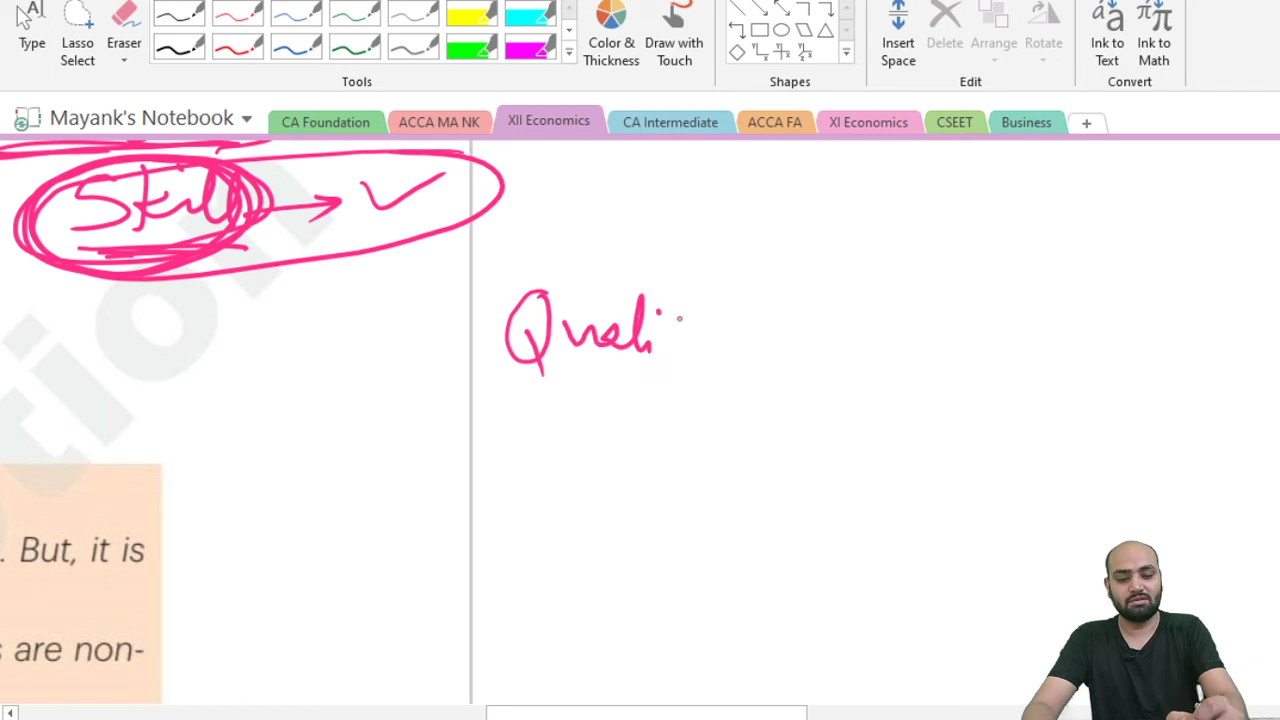 Type
Lasso
Select
Eraser
Color &
Thickness
Draw with
Touch
Insert
Space
Delete
Arrange
Rotate
Ink to
Text
Ink to
Math
Tools
Shapes
Edit
Convert
Mayank's Notebook
CA Foundation
ACCA MA NK
XII Economics
CA Intermediate
ACCA FA
XI Economics
CSEET
Business
Skill
Quali
. But, it is
are non-